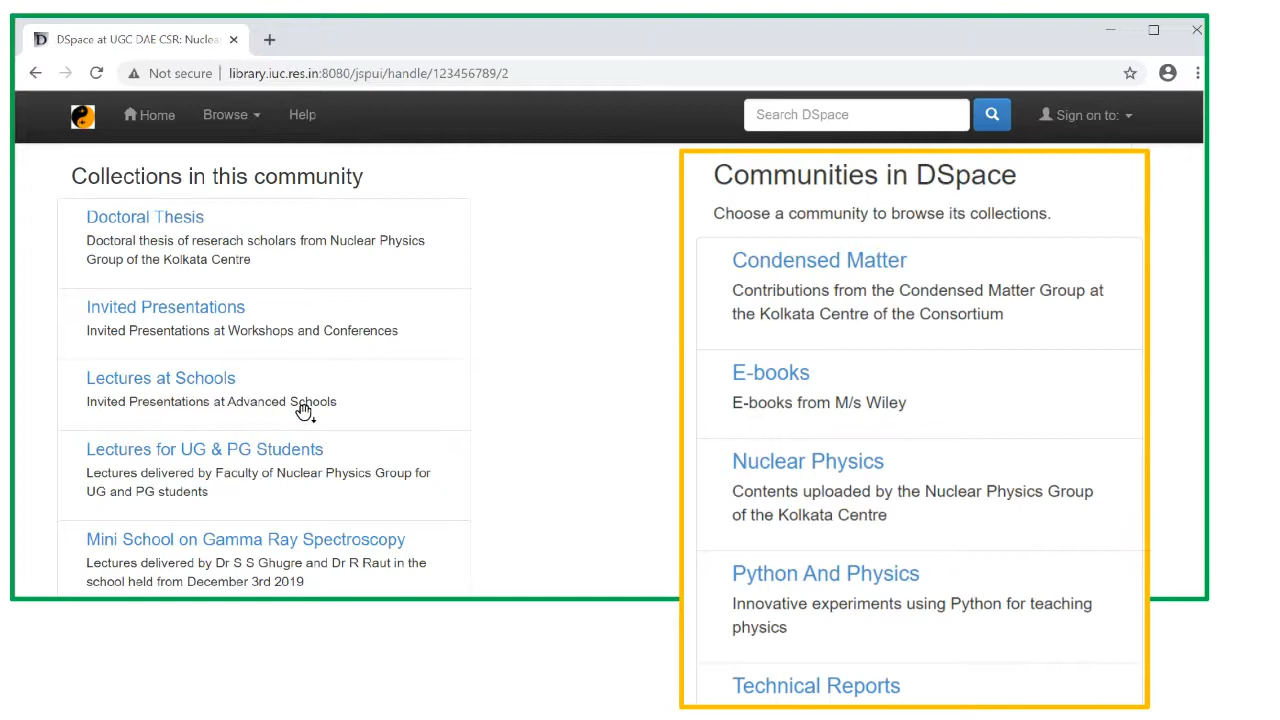 DSpace at UGC DAE CSR: Nuclea
Not secure | library.iuc.res.in:8080/jspui/handle/123456789/2
Home Browse Help Search DSpace Sign on to:
Collections in this community
Doctoral Thesis
Doctoral thesis of reserach scholars from Nuclear Physics
Group of the Kolkata Centre
Invited Presentations
Invited Presentations at Workshops and Conferences
Lectures at Schools
Invited Presentations at Advanced Schools
Lectures for UG & PG Students
Lectures delivered by Faculty of Nuclear Physics Group for
UG and PG students
Mini School on Gamma Ray Spectroscopy
Lectures delivered by Dr S S Ghugre and Dr R Raut in the
school held from December 3rd 2019
Communities in DSpace
Choose a community to browse its collections.
Condensed Matter
Contributions from the Condensed Matter Group at
the Kolkata Centre of the Consortium
E-books
E-books from M/s Wiley
Nuclear Physics
Contents uploaded by the Nuclear Physics Group
of the Kolkata Centre
Python And Physics
Innovative experiments using Python for teaching
physics
Technical Reports